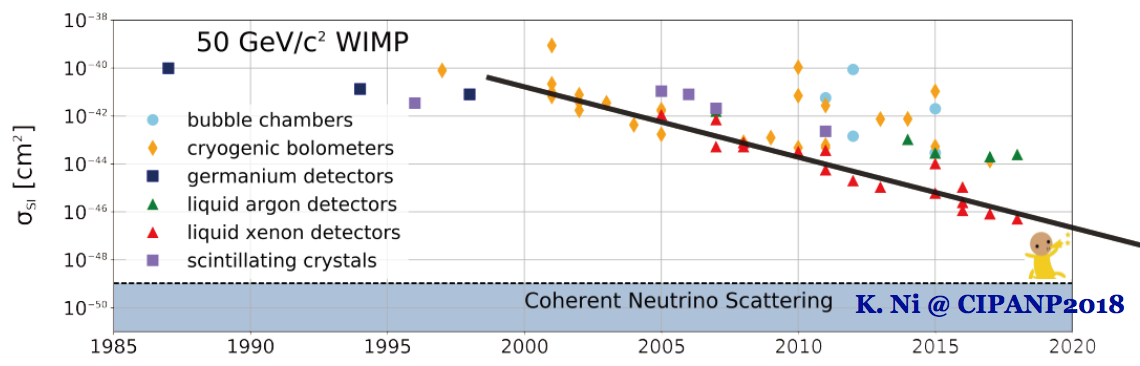 10⁻³⁸
50 GeV/c² WIMP
10⁻⁴⁰
10⁻⁴²
bubble chambers
cryogenic bolometers
10⁻⁴⁴
germanium detectors
liquid argon detectors
10⁻⁴⁶
liquid xenon detectors
10⁻⁴⁸
scintillating crystals
σSI [cm²]
10⁻⁵⁰
Coherent Neutrino Scattering
K. Ni @ CIPANP2018
1985 1990 1995 2000 2005 2010 2015 2020